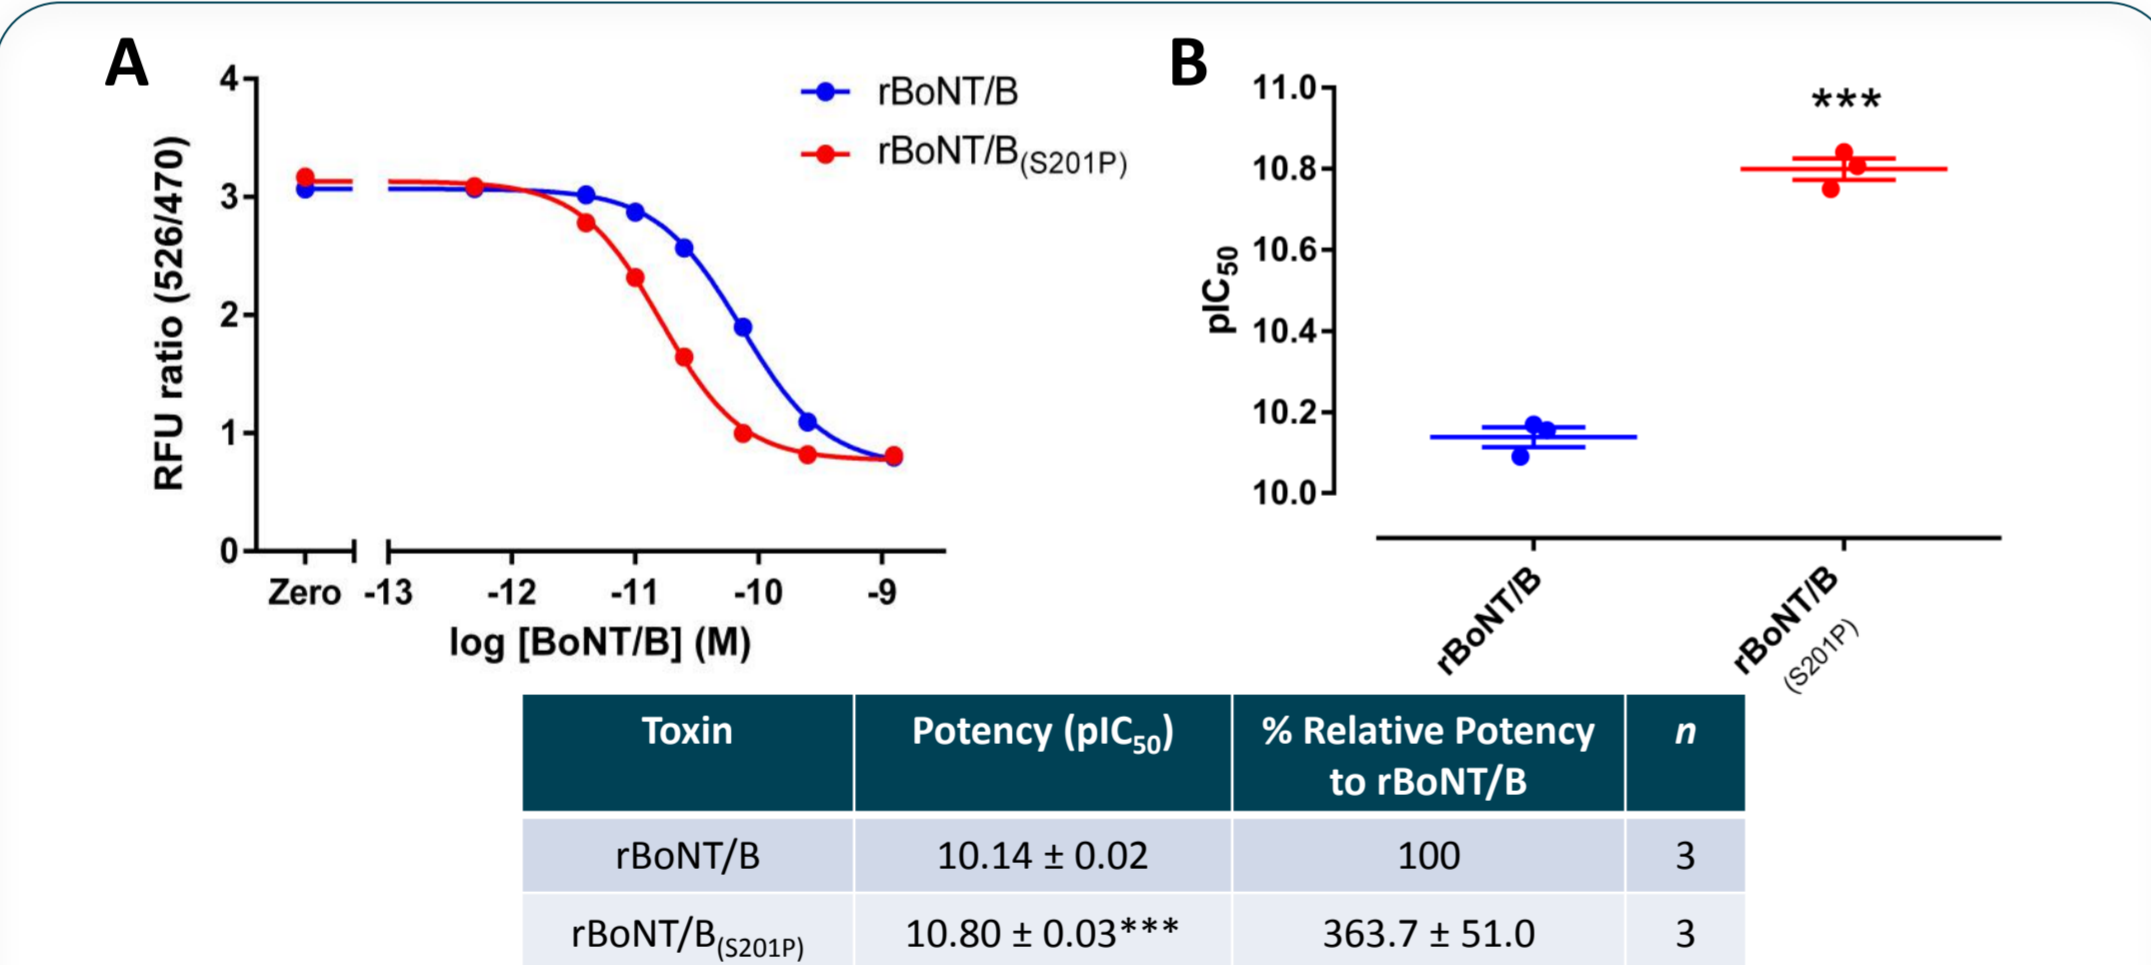 A
4
3
2
1
0
RFU ratio (526/470)
rBoNT/B
rBoNT/B(S201P)
Zero -13 -12 -11 -10 -9
log [BoNT/B] (M)
B
11.0
10.8
10.6
10.4
10.2
10.0
pIC50
***
rBoNT/B
rBoNT/B
(S201P)
Toxin Potency (pIC50) % Relative Potency n
to rBoNT/B
rBoNT/B 10.14 ± 0.02 100 3
rBoNT/B(S201P) 10.80 ± 0.03*** 363.7 ± 51.0 3